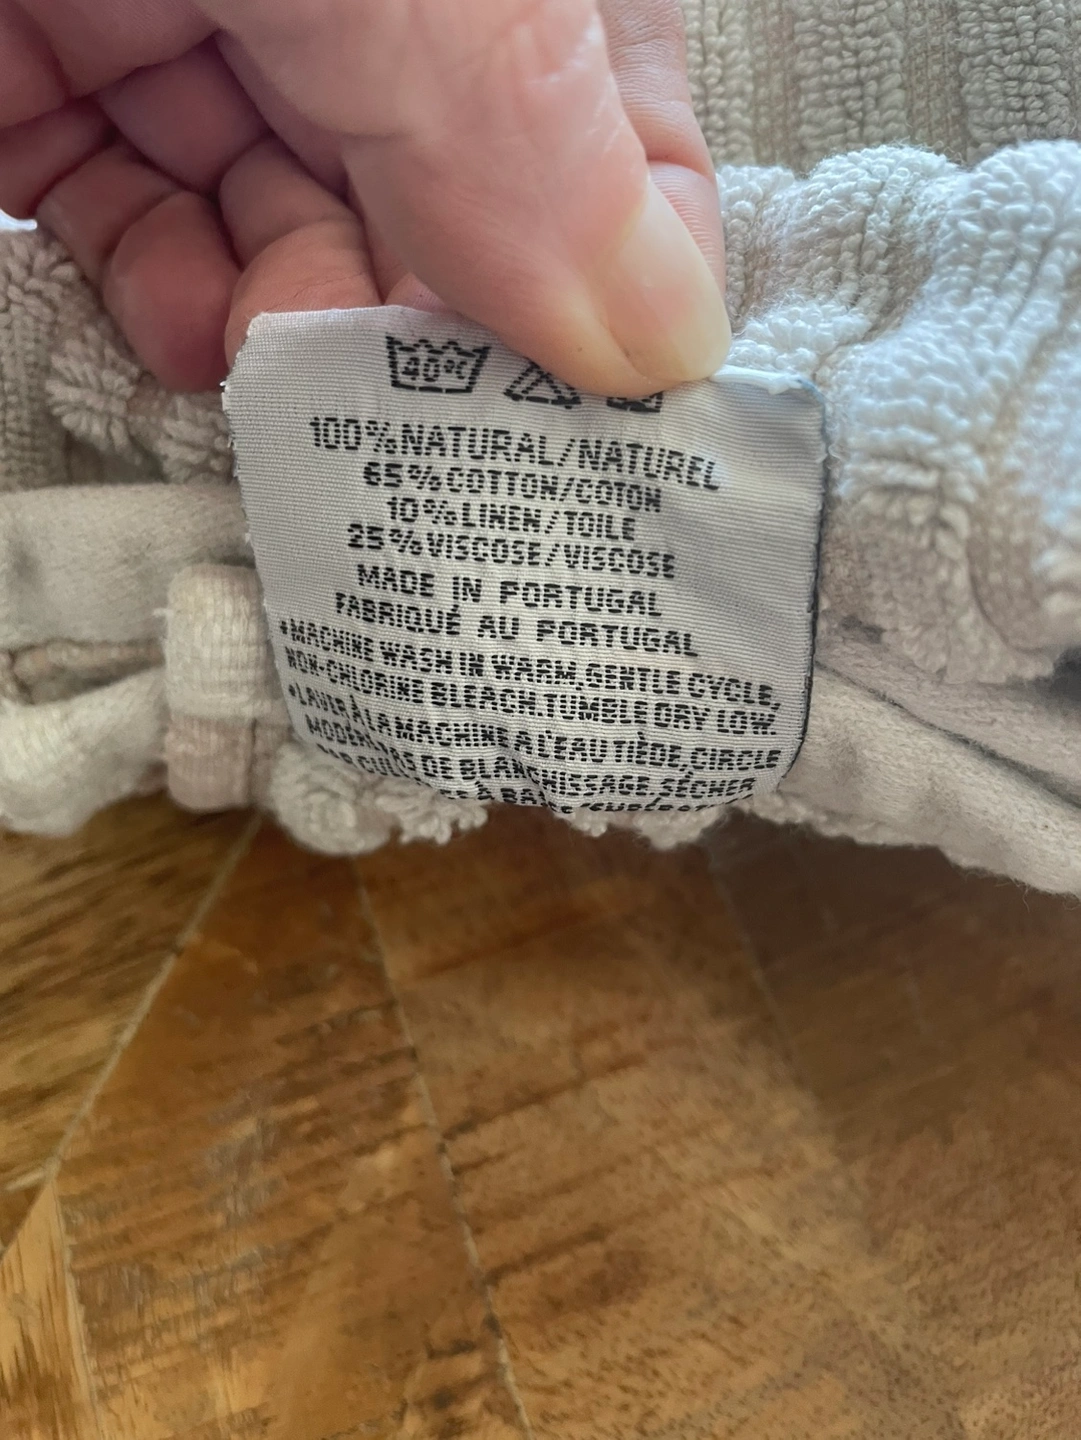 40°C
100% NATURAL/NATUREL
65% COTTON/COTON
10% LINEN/TOILE
25% VISCOSE/VISCOSE
MADE IN PORTUGAL
FABRIQUÉ AU PORTUGAL
*MACHINE WASH IN WARM, GENTLE CYCLE,
NON-CHLORINE BLEACH. TUMBLE DRY LOW.
*LAVER À LA MACHINE A L'EAU TIÈDE, CIRCLE
DE BLANCHISSAGE, SÉCHER
À